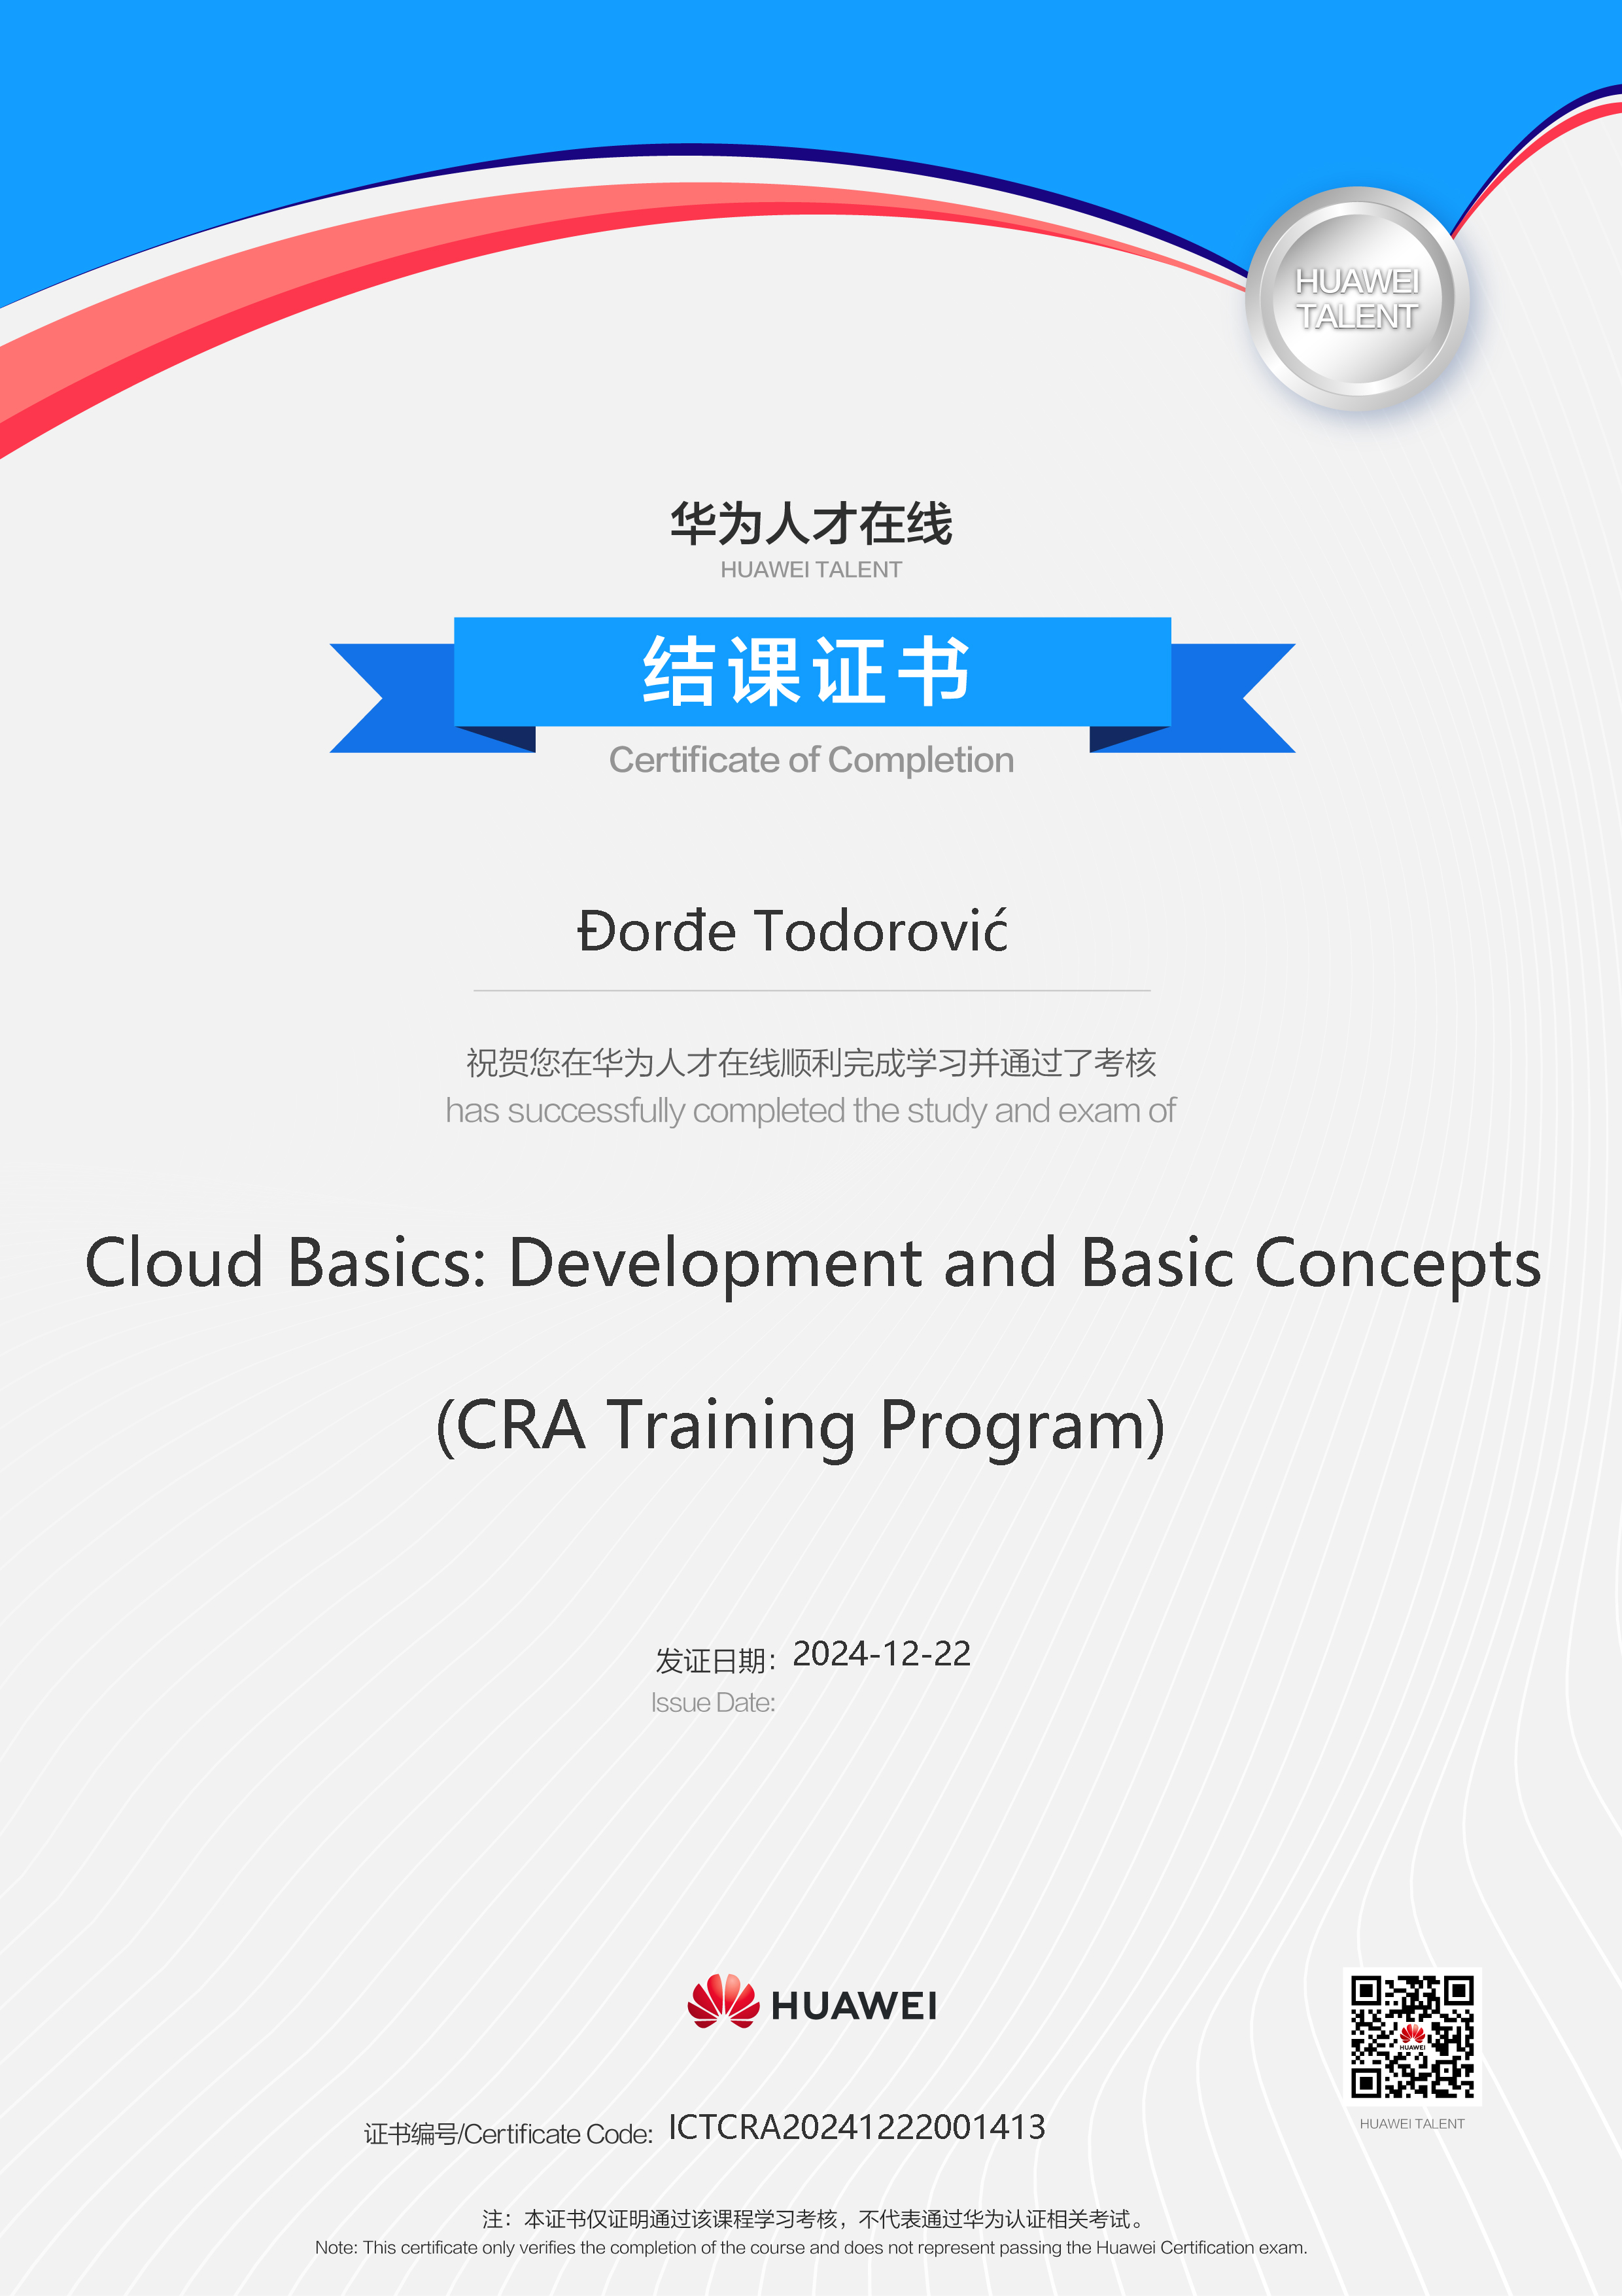 HUAWEI
TALENT
华为人才在线
HUAWEI TALENT
结课证书
Certificate of Completion
Đorđe Todorović
祝贺您在华为人才在线顺利完成学习并通过了考核
has successfully completed the study and exam of
Cloud Basics: Development and Basic Concepts
(CRA Training Program)
发证日期： 2024-12-22
Issue Date:
HUAWEI
HUAWEI
HUAWEI TALENT
证书编号/Certificate Code: ICTCRA20241222001413
注：本证书仅证明通过该课程学习考核，不代表通过华为认证相关考试。
Note: This certificate only verifies the completion of the course and does not represent passing the Huawei Certification exam.